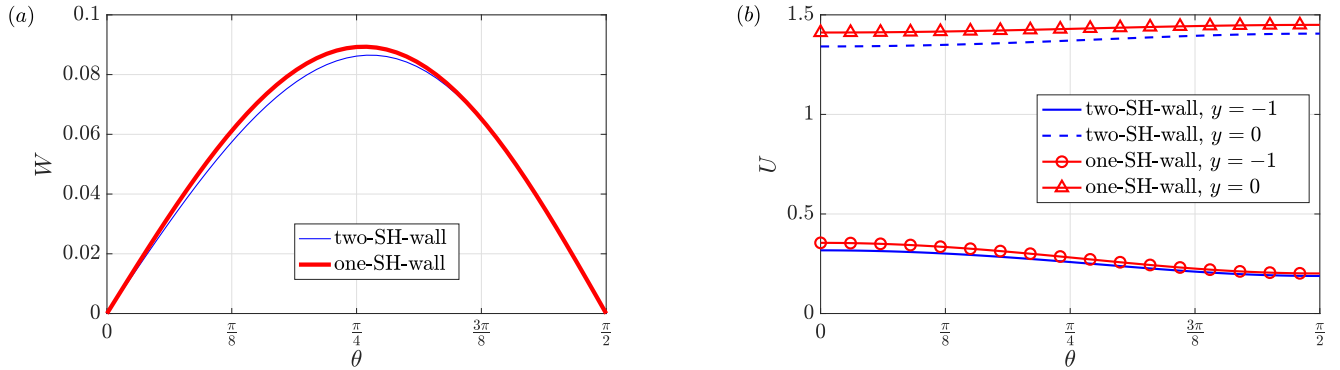 (a)
0.1
0.08
0.06
0.04
0.02
0
W
two-SH-wall
one-SH-wall
0
π/8
π/4
3π/8
π/2
θ
(b)
1.5
1
0.5
0
U
two-SH-wall, y = −1
two-SH-wall, y = 0
one-SH-wall, y = −1
one-SH-wall, y = 0
0
π/8
π/4
3π/8
π/2
θ